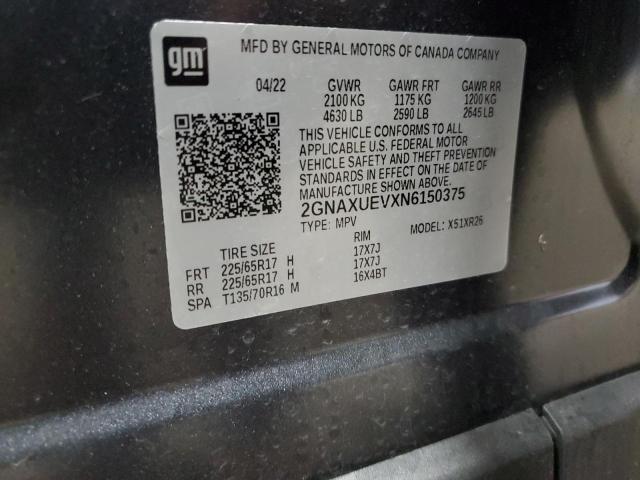 gm
MFD BY GENERAL MOTORS OF CANADA COMPANY
04/22 GVWR GAWR FRT GAWR RR
2100 KG 1175 KG 1200 KG
4630 LB 2590 LB 2645 LB
THIS VEHICLE CONFORMS TO ALL
APPLICABLE U.S. FEDERAL MOTOR
VEHICLE SAFETY AND THEFT PREVENTION
STANDARDS IN EFFECT ON THE DATE OF
MANUFACTURE SHOWN ABOVE.
2GNAXUEVXN6150375
TYPE: MPV MODEL: X51XR26
TIRE SIZE RIM
FRT 225/65R17 H 17X7J
RR 225/65R17 H 17X7J
SPA T135/70R16 M 16X4BT